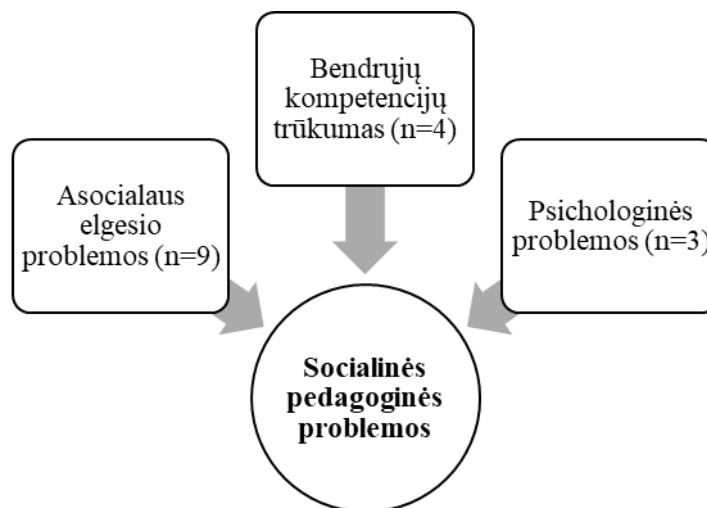 Bendrųjų
kompetencijų
trūkumas (n=4)
Asocialaus
elgesio
problemos (n=9)
Psichologinės
problemos (n=3)
Socialinės
pedagoginės
problemos